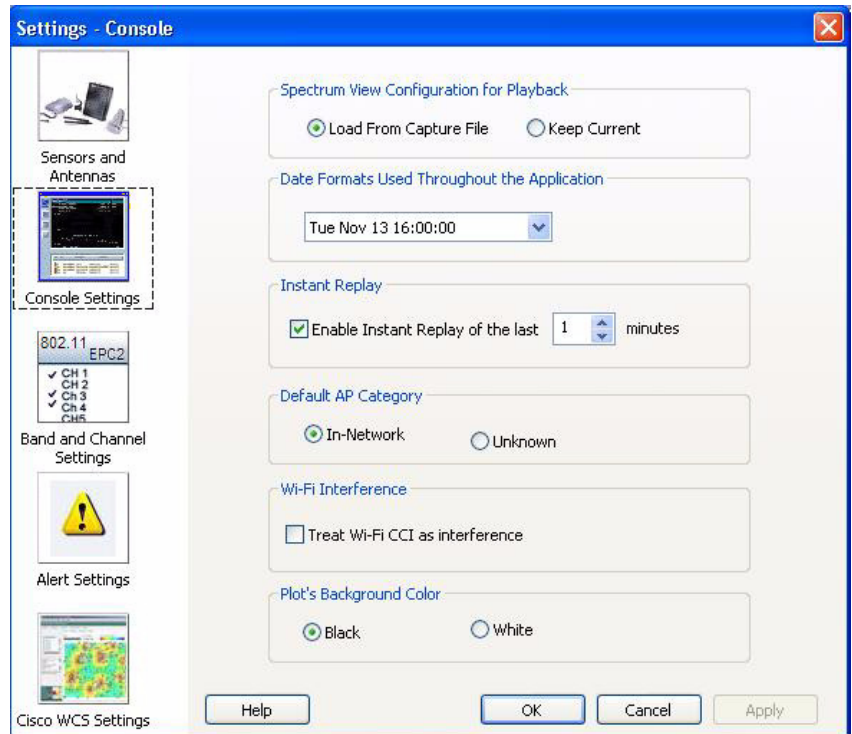 Settings - Console
Sensors and
Antennas
Console Settings
802.11
EPC2
CH 1
CH 2
Ch 3
Ch 4
CH5
Band and Channel
Settings
Alert Settings
Cisco WCS Settings
Spectrum View Configuration for Playback
Load From Capture File
Keep Current
Date Formats Used Throughout the Application
Tue Nov 13 16:00:00
Instant Replay
Enable Instant Replay of the last 1 minutes
Default AP Category
In-Network
Unknown
Wi-Fi Interference
Treat Wi-Fi CCI as interference
Plot's Background Color
Black
White
Help
OK
Cancel
Apply